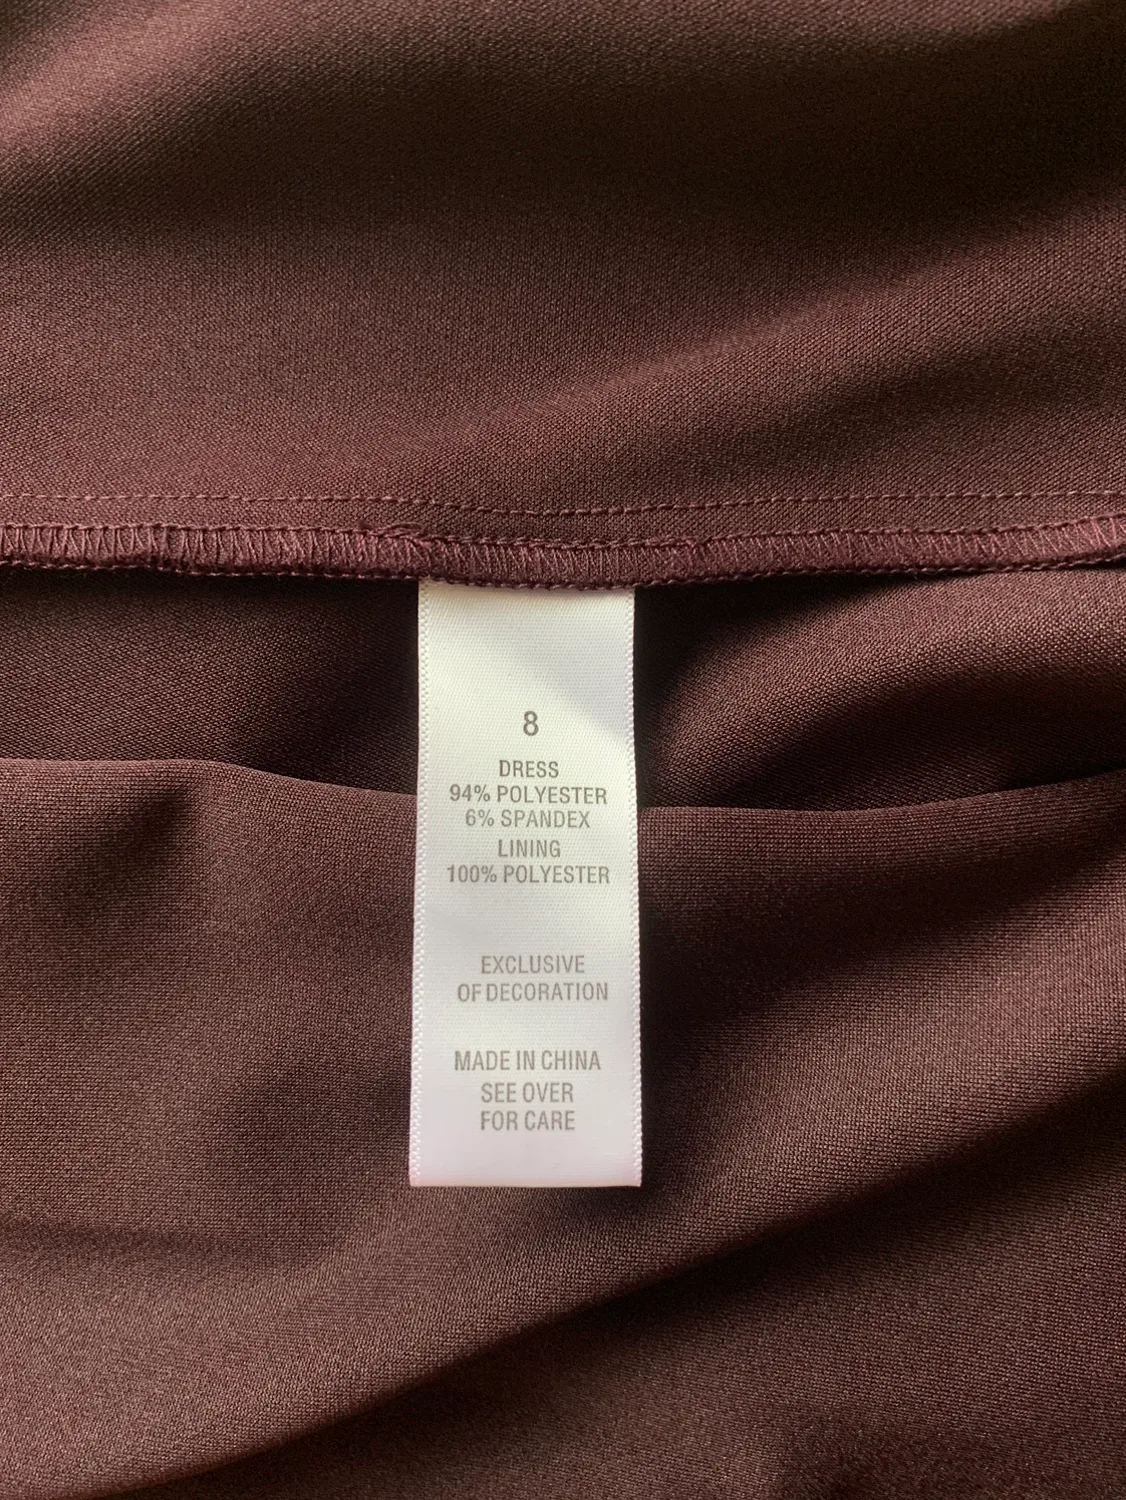 8
DRESS
94% POLYESTER
6% SPANDEX
LINING
100% POLYESTER
EXCLUSIVE
OF DECORATION
MADE IN CHINA
SEE OVER
FOR CARE